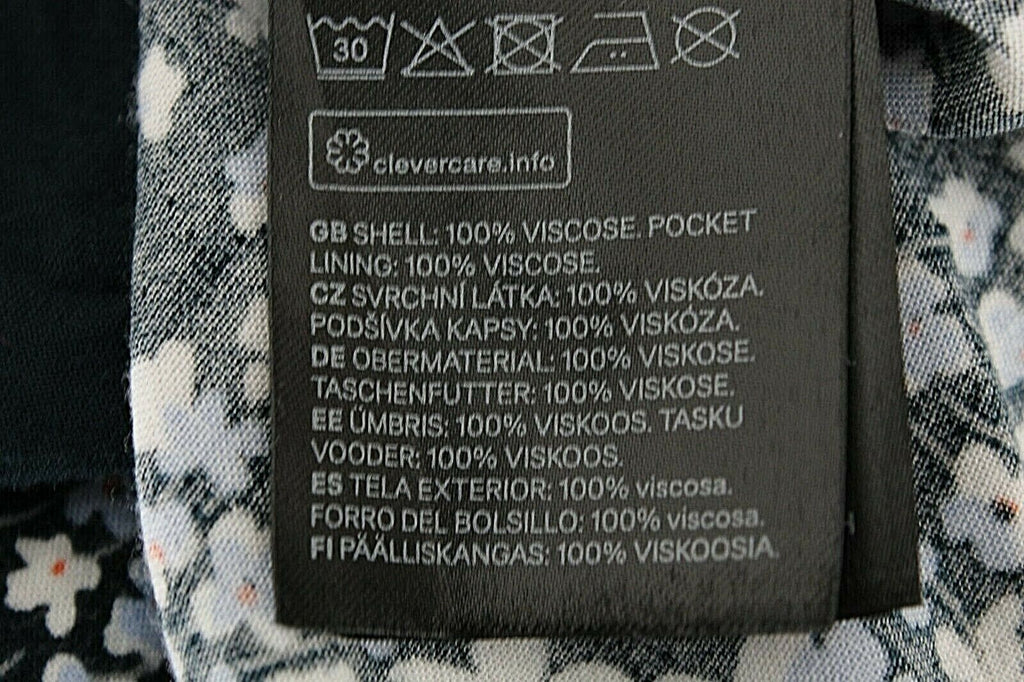 30
clevercare.info
GB SHELL: 100% VISCOSE. POCKET
LINING: 100% VISCOSE.
CZ SVRCHNÍ LÁTKA: 100% VISKÓZA.
PODŠÍVKA KAPSY: 100% VISKÓZA.
DE OBERMATERIAL: 100% VISKOSE.
TASCHENFUTTER: 100% VISKOSE.
EE ÜMBRIS: 100% VISKOOS. TASKU
VOODER: 100% VISKOOS.
ES TELA EXTERIOR: 100% viscosa.
FORRO DEL BOLSILLO: 100% viscosa.
FI PÄÄLLISKANGAS: 100% VISKOOSIA.